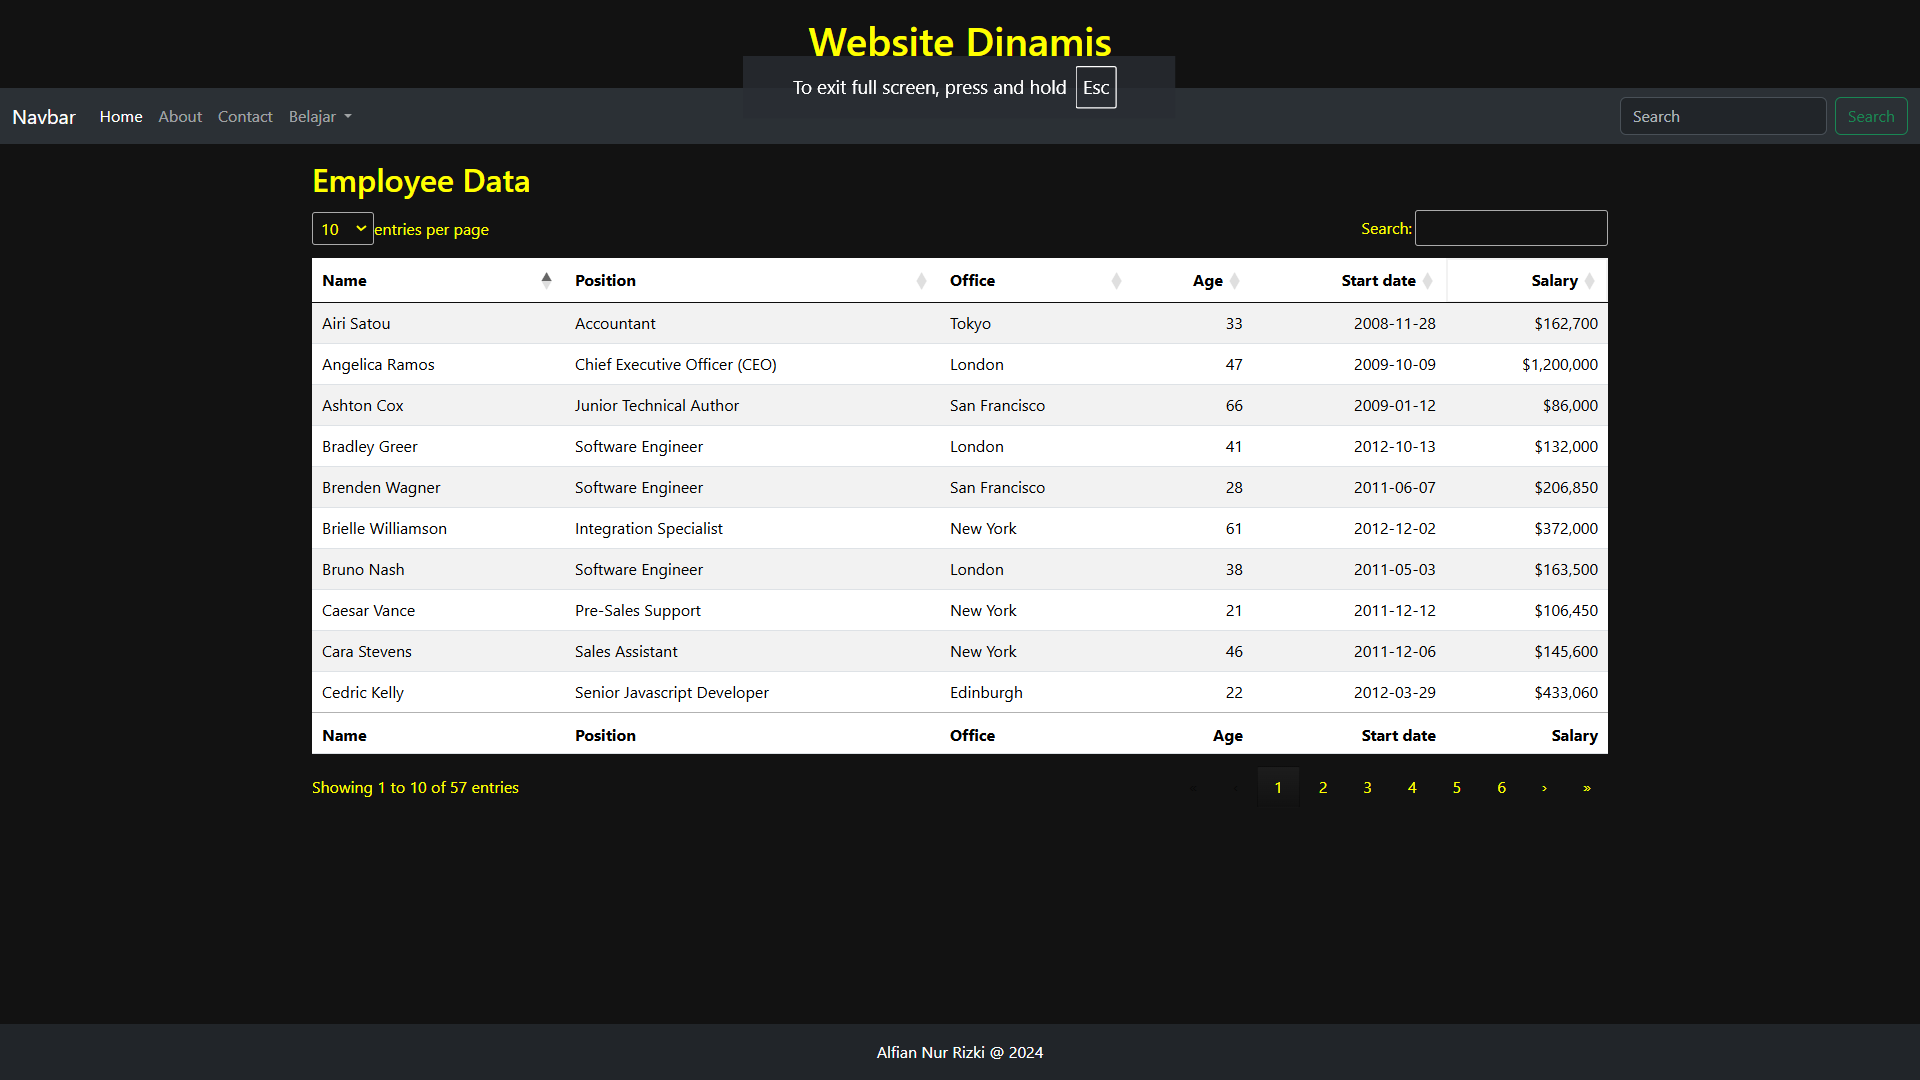 Website Dinamis
To exit full screen, press and hold Esc
Navbar Home About Contact Belajar Search Search
Employee Data
10 entries per page Search:
Name Position Office Age Start date Salary
Airi Satou Accountant Tokyo 33 2008-11-28 $162,700
Angelica Ramos Chief Executive Officer (CEO) London 47 2009-10-09 $1,200,000
Ashton Cox Junior Technical Author San Francisco 66 2009-01-12 $86,000
Bradley Greer Software Engineer London 41 2012-10-13 $132,000
Brenden Wagner Software Engineer San Francisco 28 2011-06-07 $206,850
Brielle Williamson Integration Specialist New York 61 2012-12-02 $372,000
Bruno Nash Software Engineer London 38 2011-05-03 $163,500
Caesar Vance Pre-Sales Support New York 21 2011-12-12 $106,450
Cara Stevens Sales Assistant New York 46 2011-12-06 $145,600
Cedric Kelly Senior Javascript Developer Edinburgh 22 2012-03-29 $433,060
Name Position Office Age Start date Salary
Showing 1 to 10 of 57 entries « ‹ 1 2 3 4 5 6 › »
Alfian Nur Rizki @ 2024